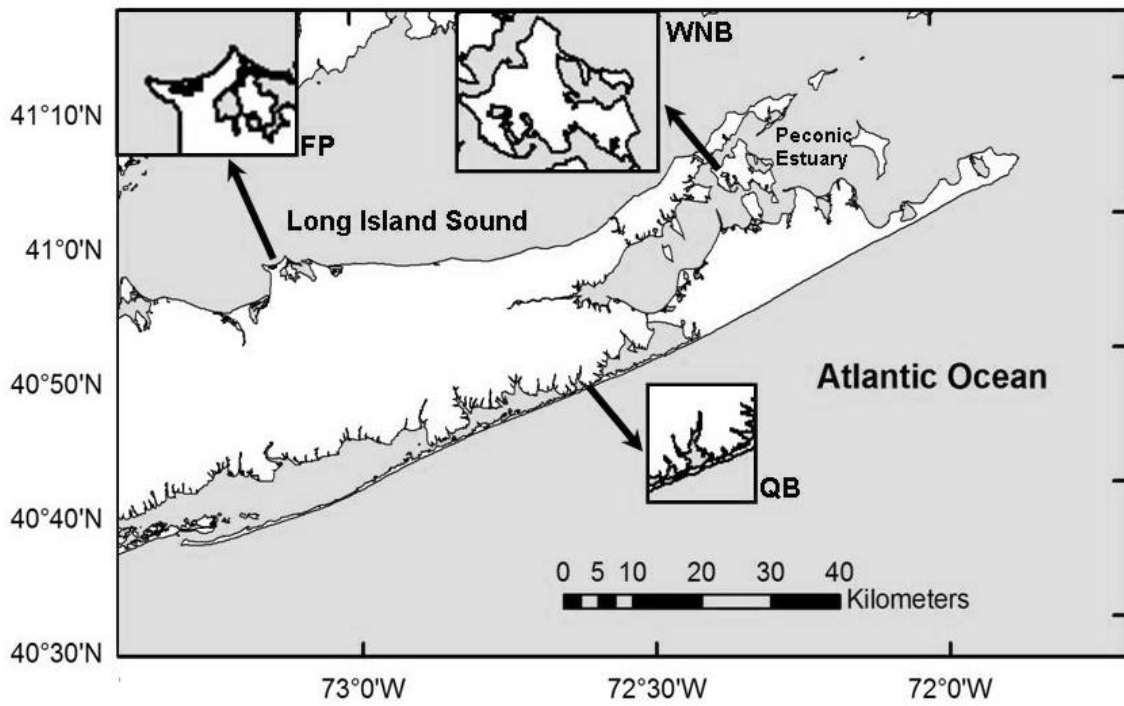 WNB
41°10'N
FP
Peconic
Estuary
Long Island Sound
41°0'N
40°50'N
Atlantic Ocean
QB
40°40'N
0 5 10 20 30 40
Kilometers
40°30'N
73°0'W 72°30'W 72°0'W